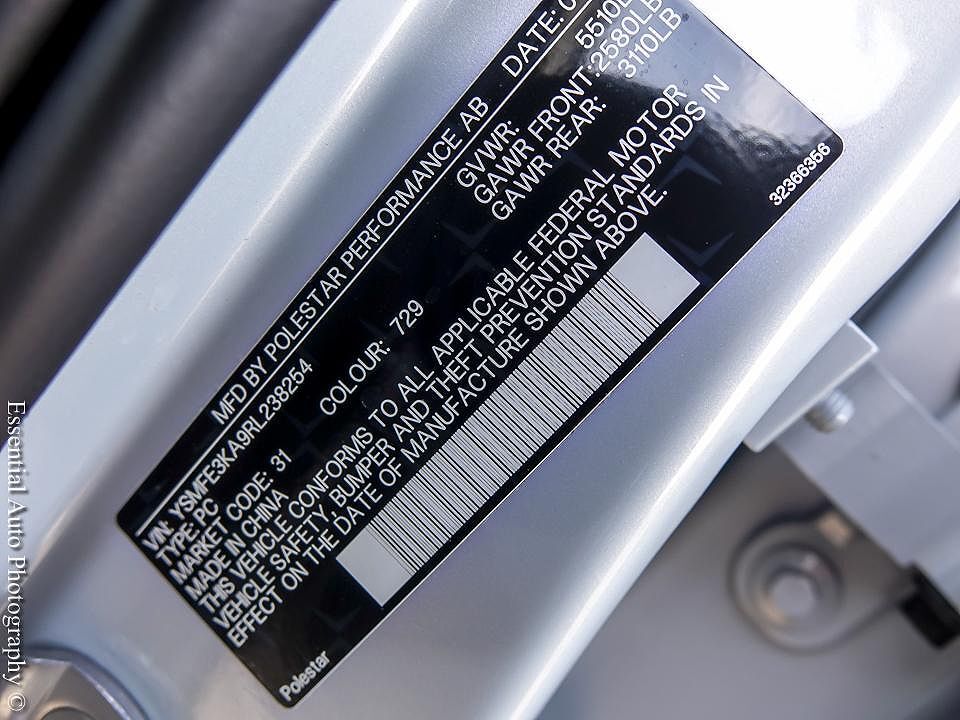 MFD BY POLESTAR PERFORMANCE AB DATE: 0
VIN: YSMFE3KA9RL238254
TYPE: PC
MARKET CODE: 31 COLOUR: 729
MADE IN CHINA
GVWR: 5510L
GAWR FRONT:2580LB
GAWR REAR: 3110LB
THIS VEHICLE CONFORMS TO ALL APPLICABLE FEDERAL MOTOR
VEHICLE SAFETY, BUMPER AND THEFT PREVENTION STANDARDS IN
EFFECT ON THE DATE OF MANUFACTURE SHOWN ABOVE.
Polestar
32366356
Essential Auto Photography ©